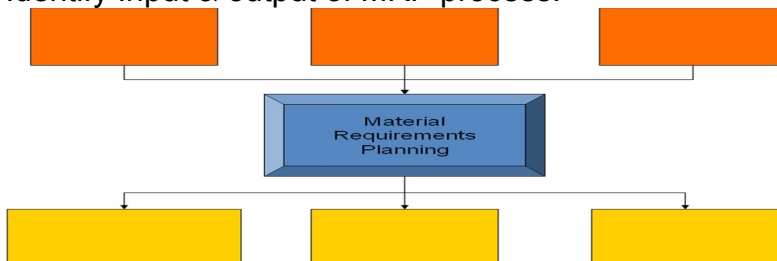 Identify input & output of MRP process.
Material
Requirements
Planning